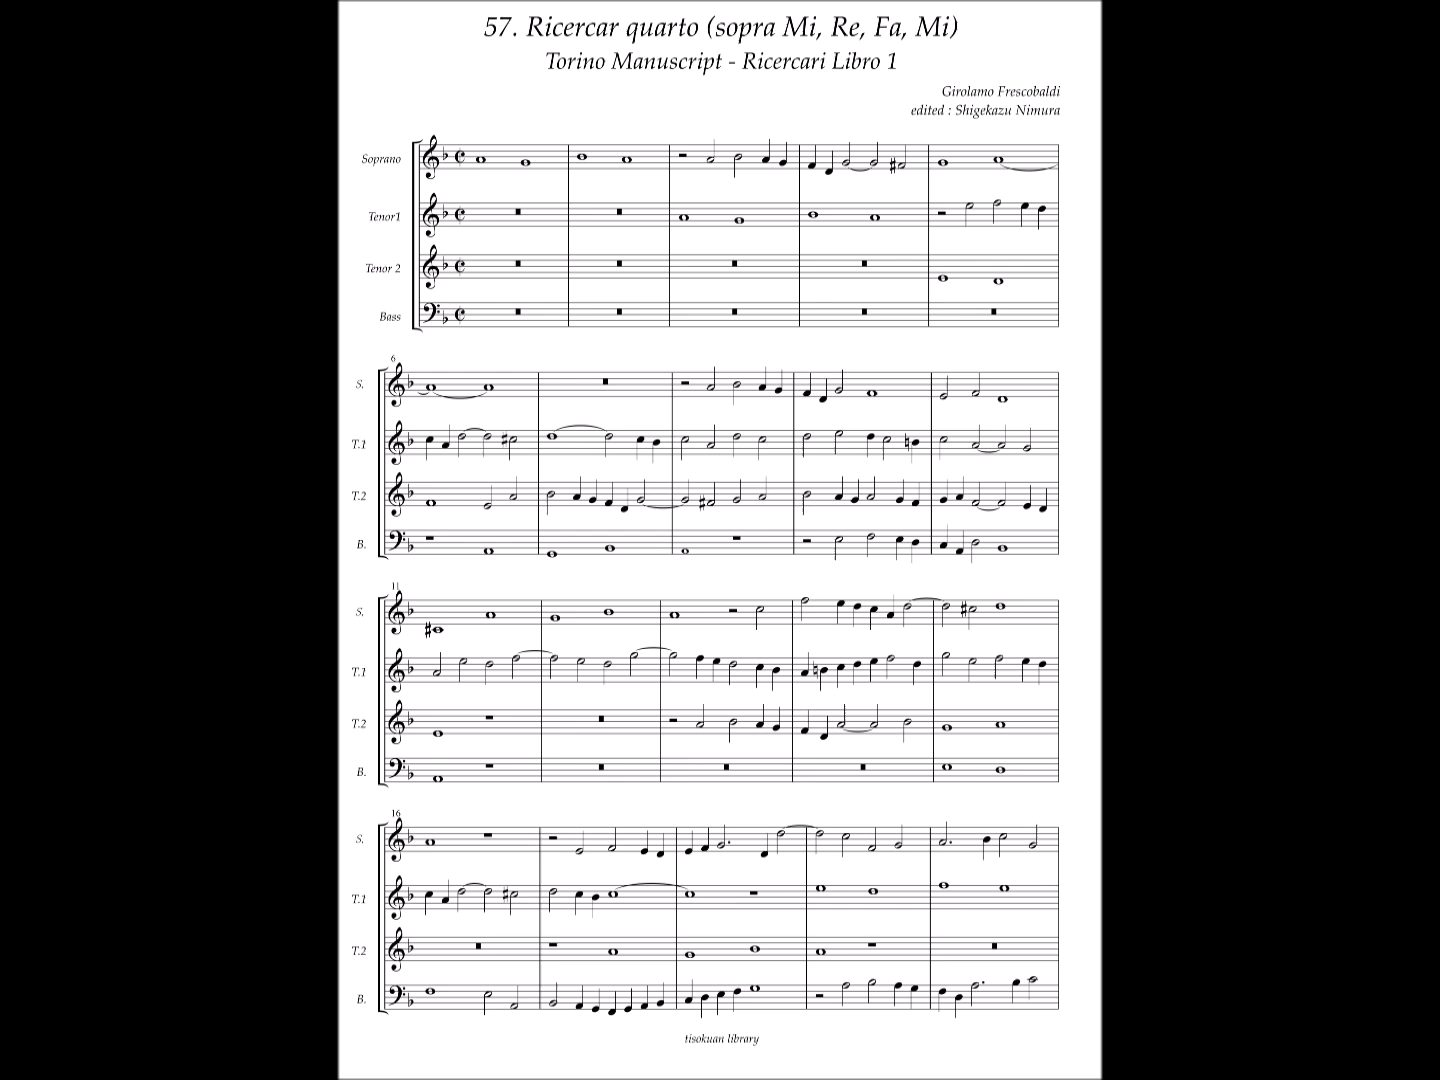 57. Ricercar quarto (sopra Mi, Re, Fa, Mi)
Torino Manuscript - Ricercari Libro 1
Girolamo Frescobaldi
edited : Shigekazu Nimura
Soprano
Tenor1
Tenor 2
Bass
6
S.
T.1
T.2
B.
11
S.
T.1
T.2
B.
16
S.
T.1
T.2
B.
tisokuan library